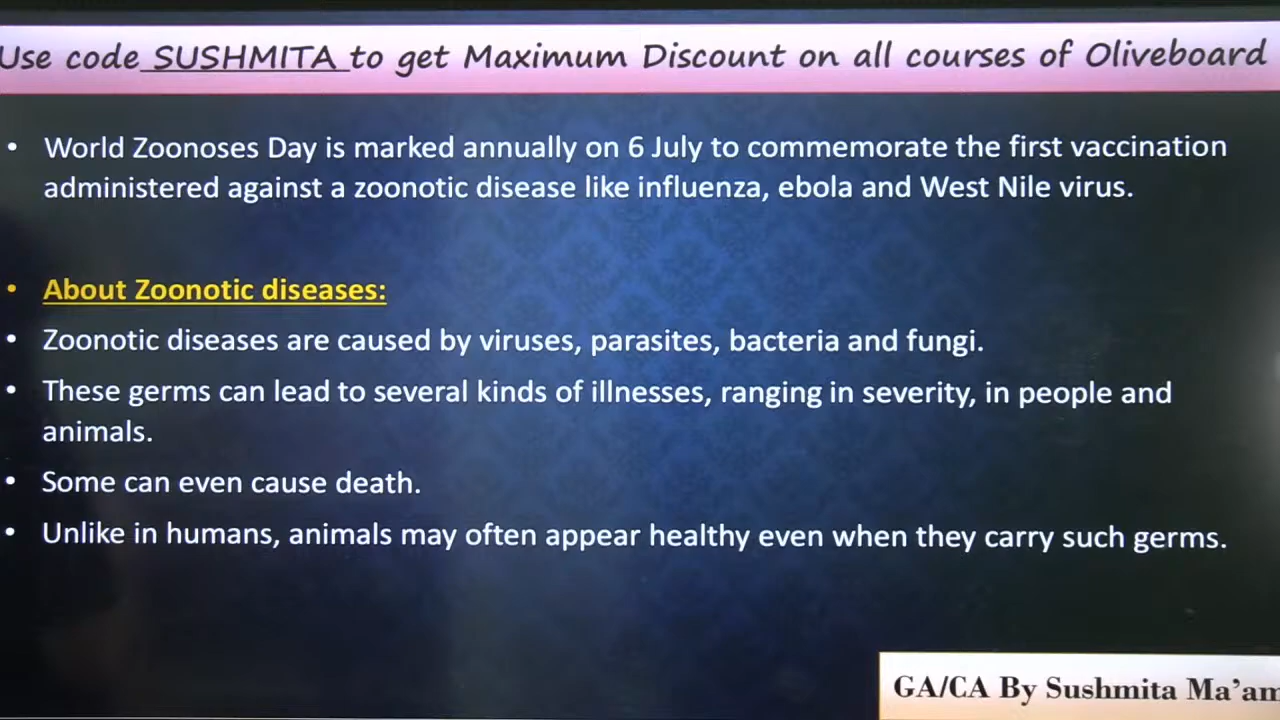 Use code SUSHMITA to get Maximum Discount on all courses of Oliveboard
• World Zoonoses Day is marked annually on 6 July to commemorate the first vaccination
administered against a zoonotic disease like influenza, ebola and West Nile virus.
• About Zoonotic diseases:
• Zoonotic diseases are caused by viruses, parasites, bacteria and fungi.
• These germs can lead to several kinds of illnesses, ranging in severity, in people and
animals.
• Some can even cause death.
• Unlike in humans, animals may often appear healthy even when they carry such germs.
GA/CA By Sushmita Ma'am